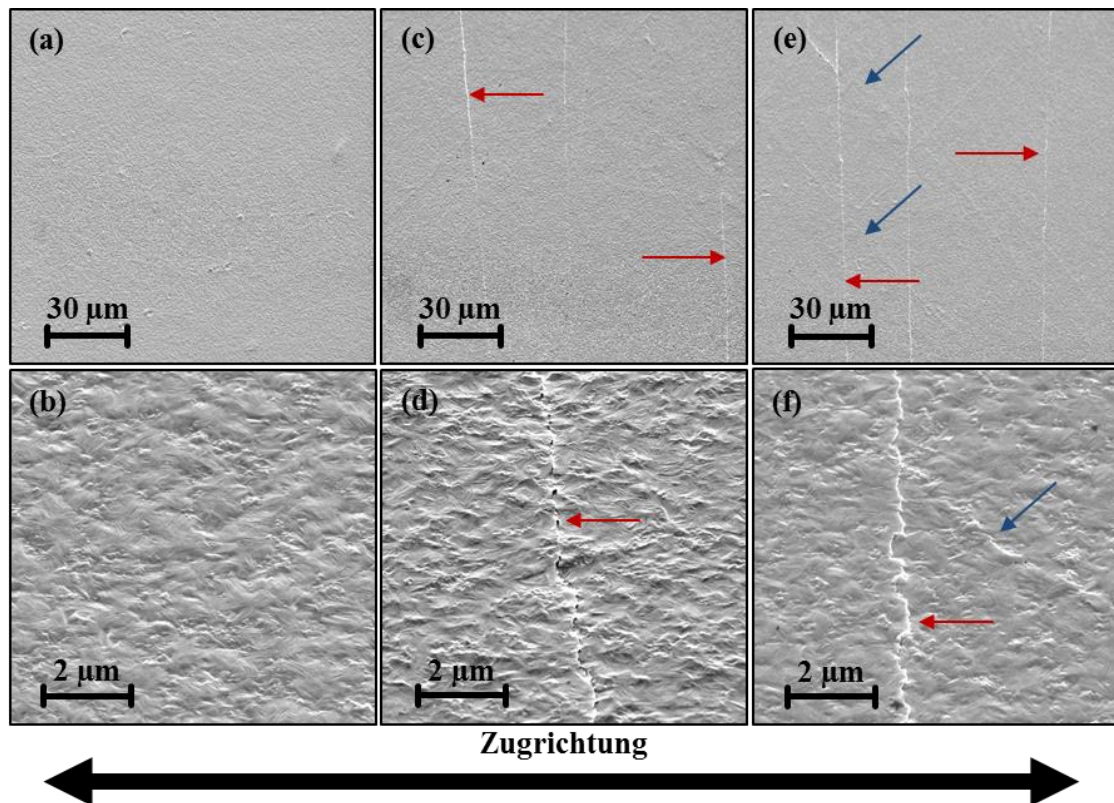 (a)
(c)
(e)
30 µm
30 µm
30 µm
(b)
(d)
(f)
2 µm
2 µm
2 µm
Zugrichtung